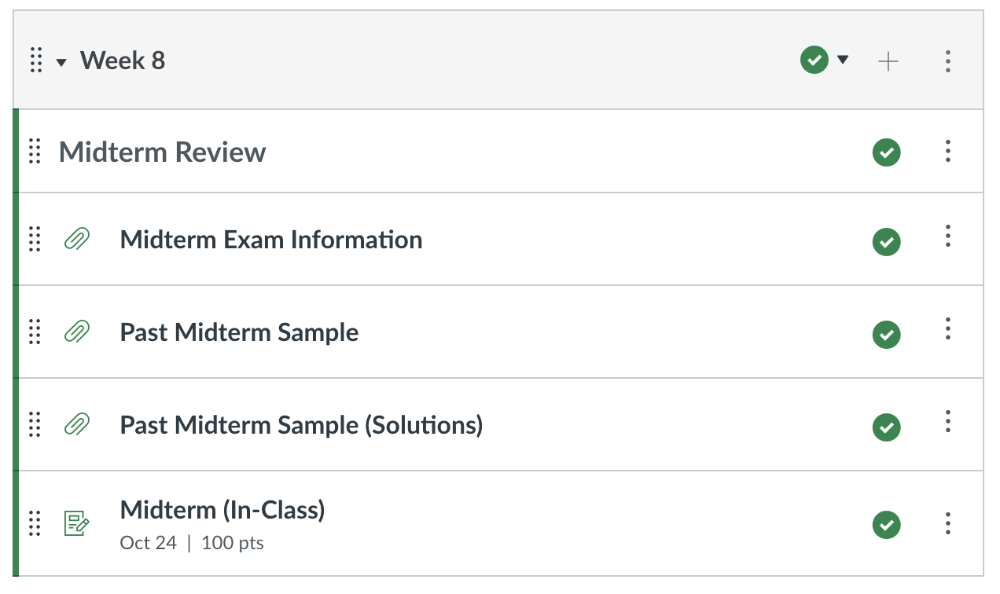 Week 8
Midterm Review
Midterm Exam Information
Past Midterm Sample
Past Midterm Sample (Solutions)
Midterm (In-Class)
Oct 24 | 100 pts